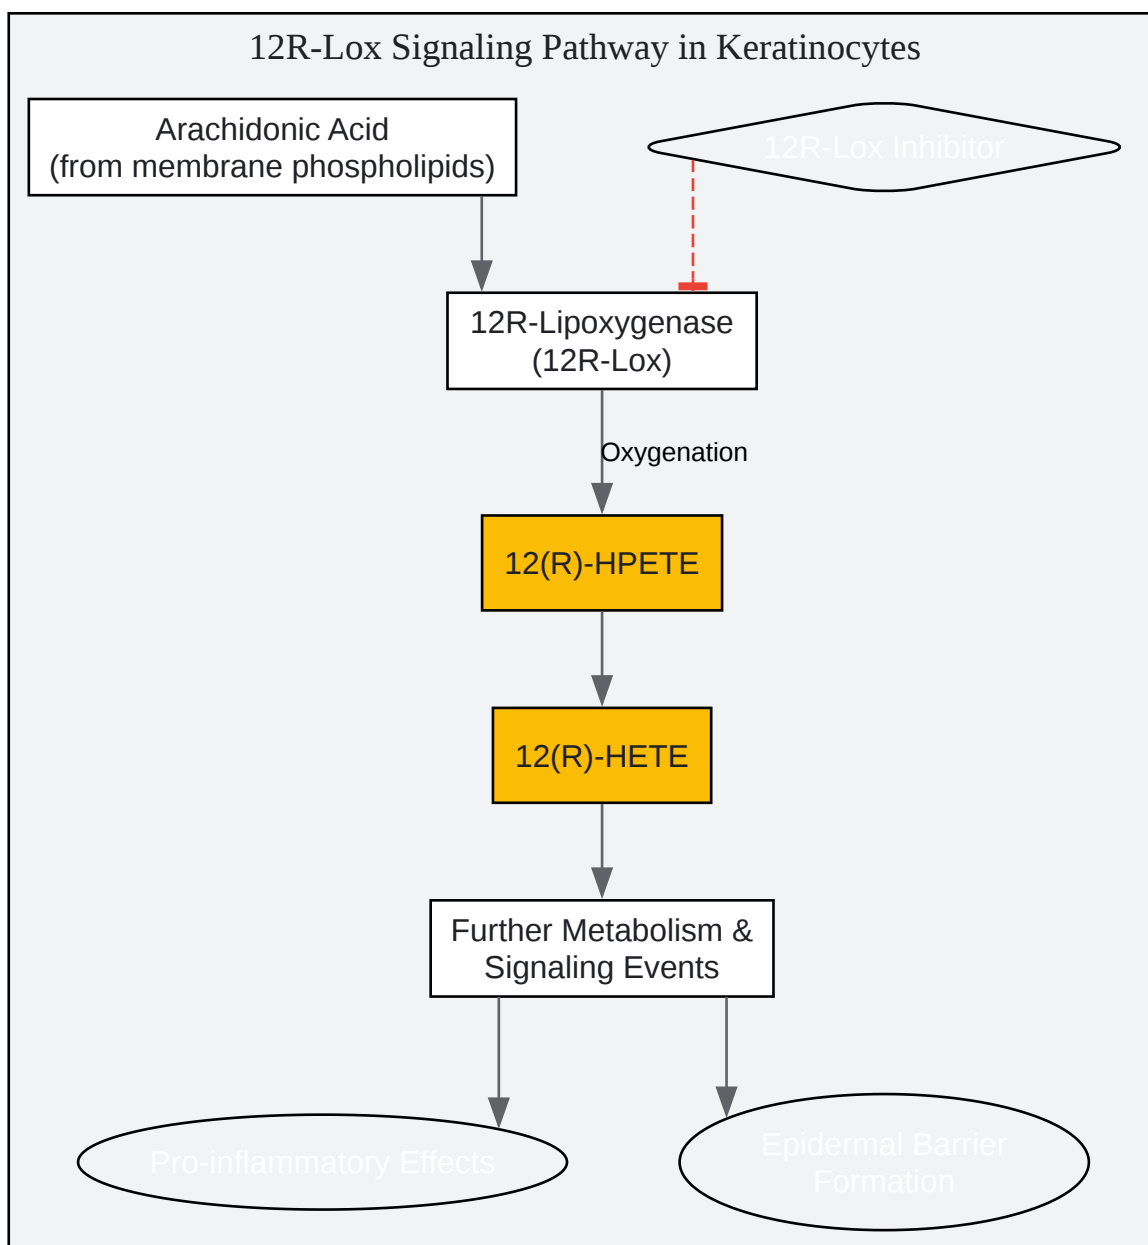 12R-Lox Signaling Pathway in Keratinocytes
Arachidonic Acid
(from membrane phospholipids)
12R-Lox Inhibitor
12R-Lipoxygenase
(12R-Lox)
Oxygenation
12(R)-HPETE
12(R)-HETE
Further Metabolism &
Signaling Events
Pro-inflammatory Effects
Epidermal Barrier
Formation